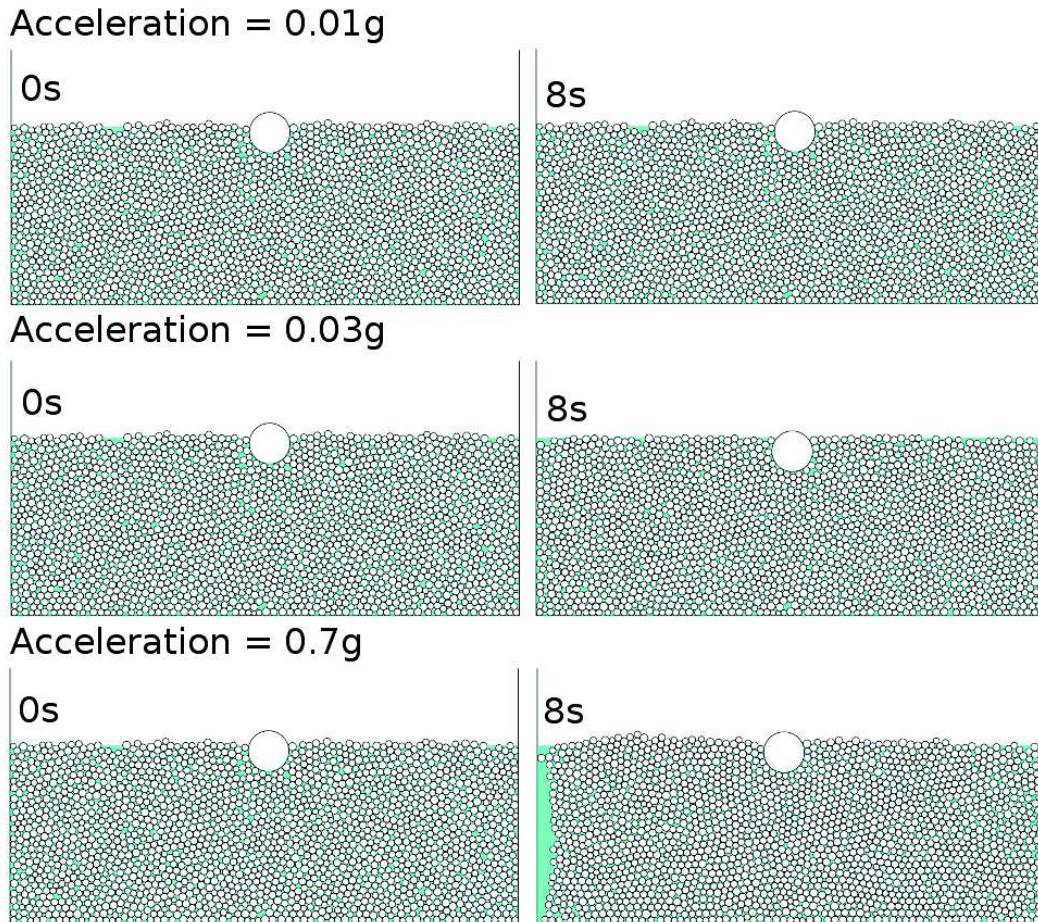 Acceleration = 0.01g
0s
8s
Acceleration = 0.03g
0s
8s
Acceleration = 0.7g
0s
8s